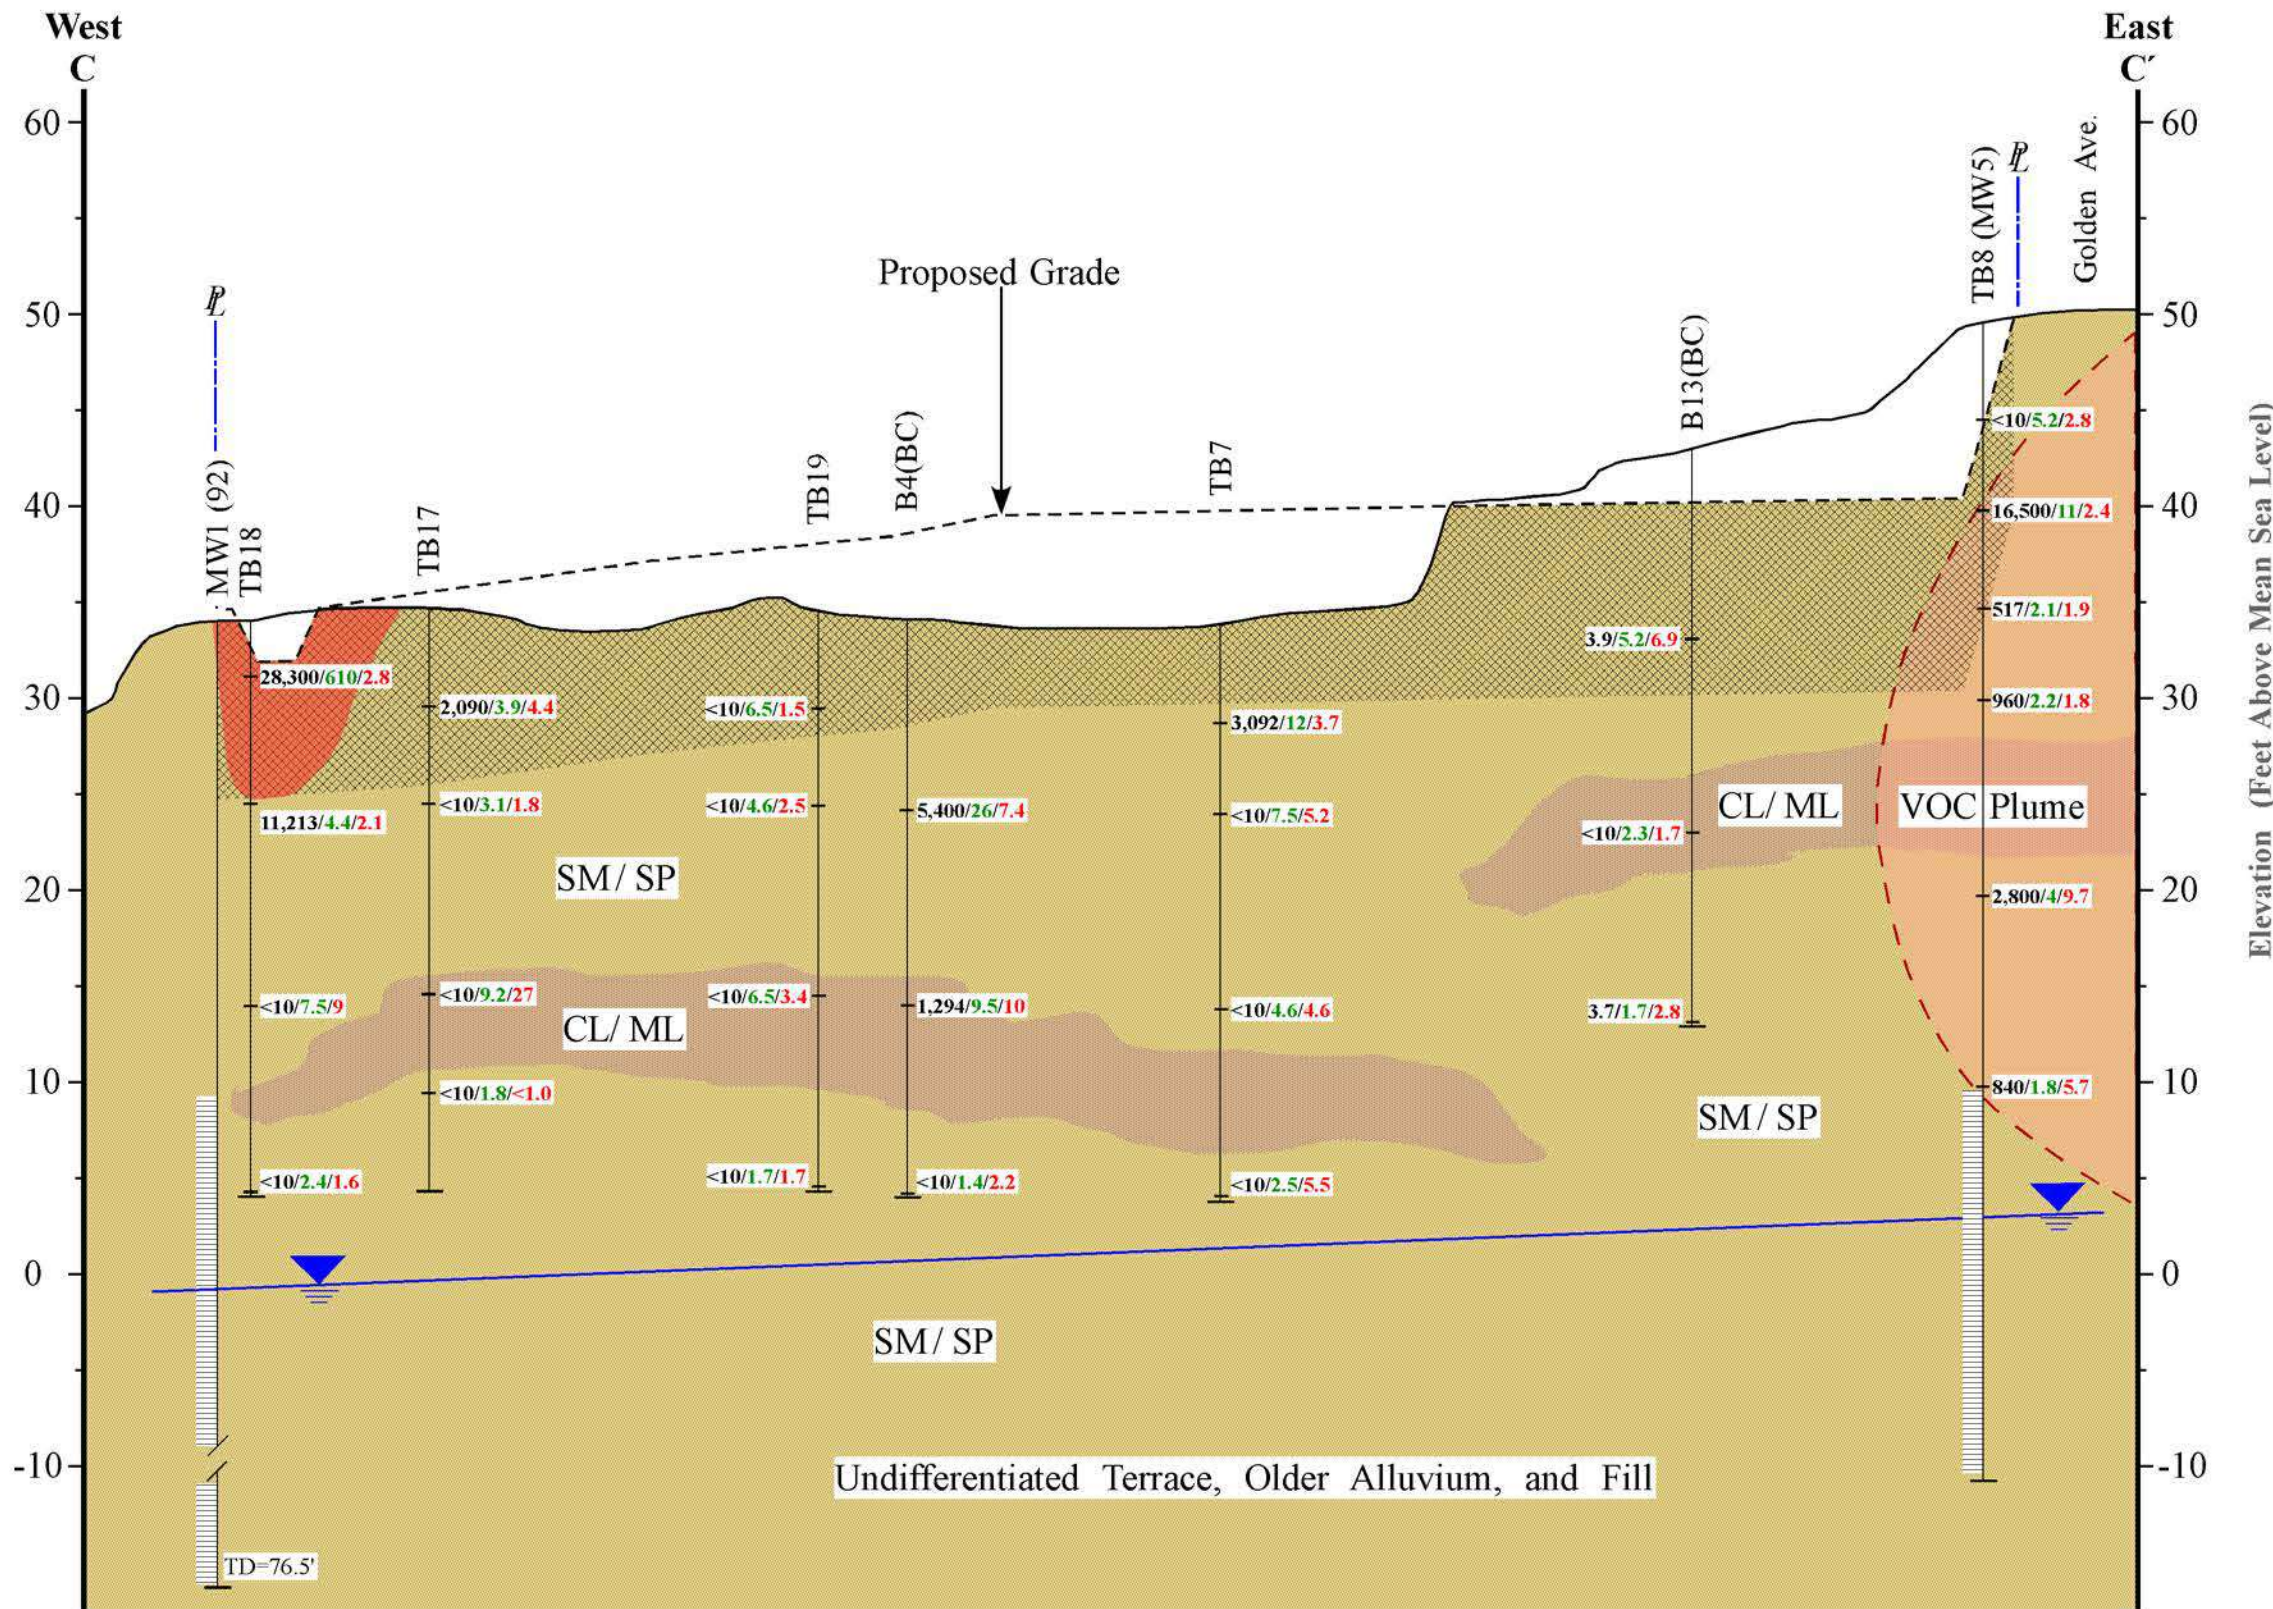 West
C
East
C´
60
50
40
30
20
10
0
-10
60
50
40
30
20
10
0
-10
Elevation (Feet Above Mean Sea Level)
PL
MW1 (92)
TB18
TB17
TB19
B4(BC)
Proposed Grade
TB7
B13(BC)
TB8 (MW5)
PL
Golden Ave.
28,300/610/2.8
11,213/4.4/2.1
<10/7.5/9
<10/2.4/1.6
2,090/3.9/4.4
<10/3.1/1.8
<10/9.2/27
<10/1.8/<1.0
<10/6.5/1.5
<10/4.6/2.5
<10/6.5/3.4
<10/1.7/1.7
5,400/26/7.4
1,294/9.5/10
<10/1.4/2.2
3,092/12/3.7
<10/7.5/5.2
<10/4.6/4.6
<10/2.5/5.5
3.9/5.2/6.9
<10/2.3/1.7
3.7/1.7/2.8
<10/5.2/2.8
16,500/11/2.4
517/2.1/1.9
960/2.2/1.8
2,800/4/9.7
840/1.8/5.7
SM/ SP
CL/ ML
CL/ ML
VOC Plume
SM/ SP
SM/ SP
Undifferentiated Terrace, Older Alluvium, and Fill
TD=76.5'